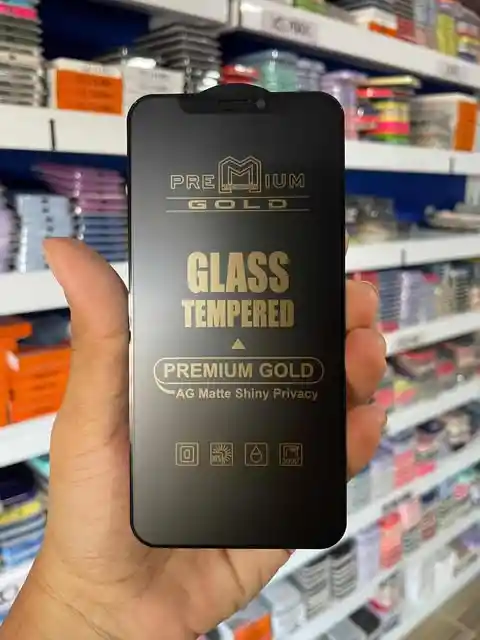 PREMIUM
GOLD
GLASS
TEMPERED
PREMIUM GOLD
AG Matte Shiny Privacy